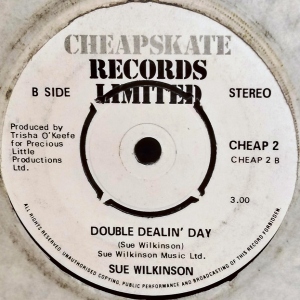 CHEAPSKATE
RECORDS
LIMITED
B SIDE
STEREO
Produced by
Trisha O'Keefe
for Precious
Little
Productions
Ltd.
CHEAP 2
CHEAP 2 B
3.00
DOUBLE DEALIN' DAY
(Sue Wilkinson)
Sue Wilkinson Music Ltd.
SUE WILKINSON
ALL RIGHTS RESERVED. UNAUTHORISED COPYING, PUBLIC PERFORMANCE AND BROADCASTING OF THIS RECORD FORBIDDEN.